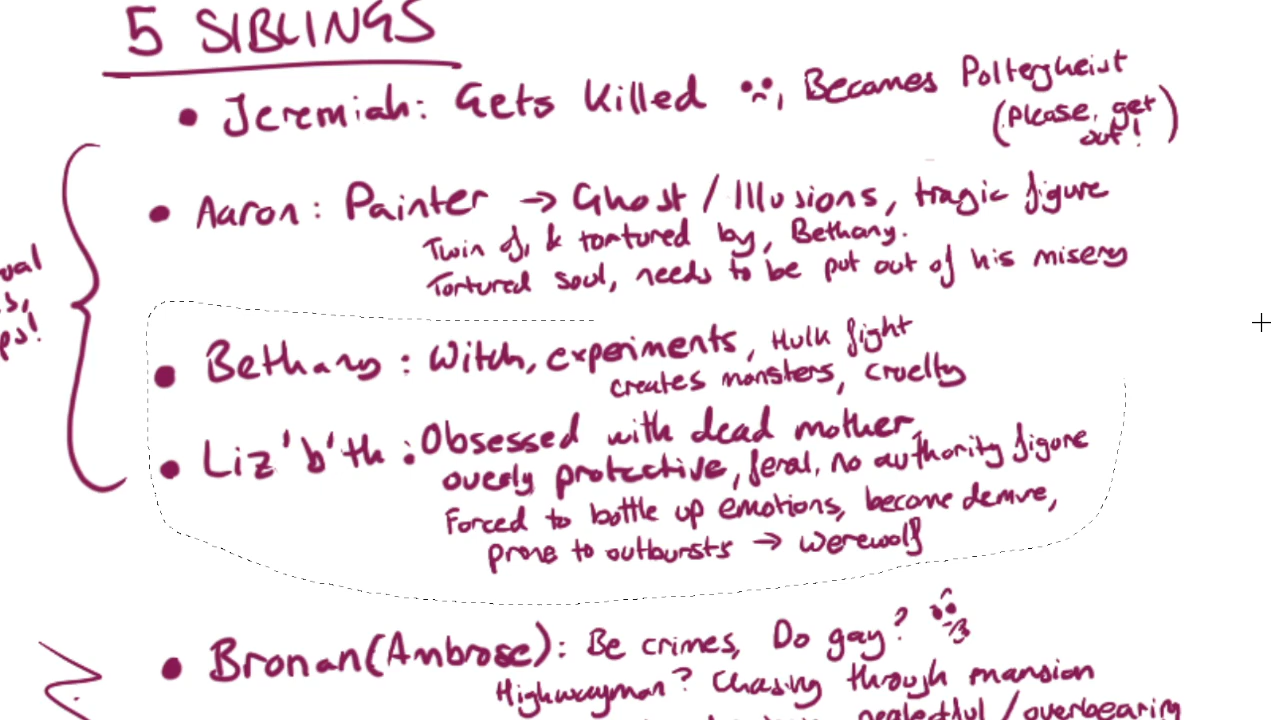 5 SIBLINGS
• Jeremiah: Gets killed :(, Becomes Poltergheist
(Please, get
out!)
• Aaron: Painter → Ghost / Illusions, tragic figure
Twin of, & tortured by, Bethany.
Tortured soul, needs to be put out of his misery
• Bethany: Witch, experiments, Hulk fight
creates monsters, cruelty
• Liz'b'th: Obsessed with dead mother,
overly protective, feral, no authority figure
Forced to bottle up emotions, become demure,
prone to outbursts → werewolf
• Bronan (Ambrose): Be crimes, Do gay?
Highwayman? Chasing through mansion
neglectful / overbearing